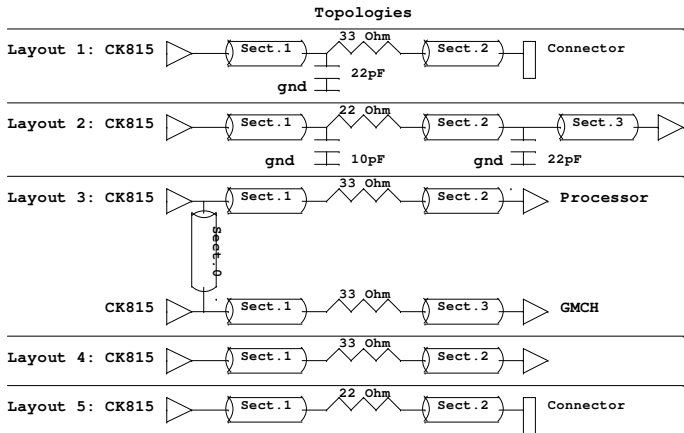 Topologies
33 Ohm
Layout 1: CK815 Sect.1 Sect.2 Connector
22pF
gnd
22 Ohm
Layout 2: CK815 Sect.1 Sect.2 Sect.3
gnd 10pF gnd 22pF
33 Ohm
Layout 3: CK815 Sect.1 Sect.2 Processor
Sect.0
33 Ohm
CK815 Sect.1 Sect.3 GMCH
33 Ohm
Layout 4: CK815 Sect.1 Sect.2
22 Ohm
Layout 5: CK815 Sect.1 Sect.2 Connector